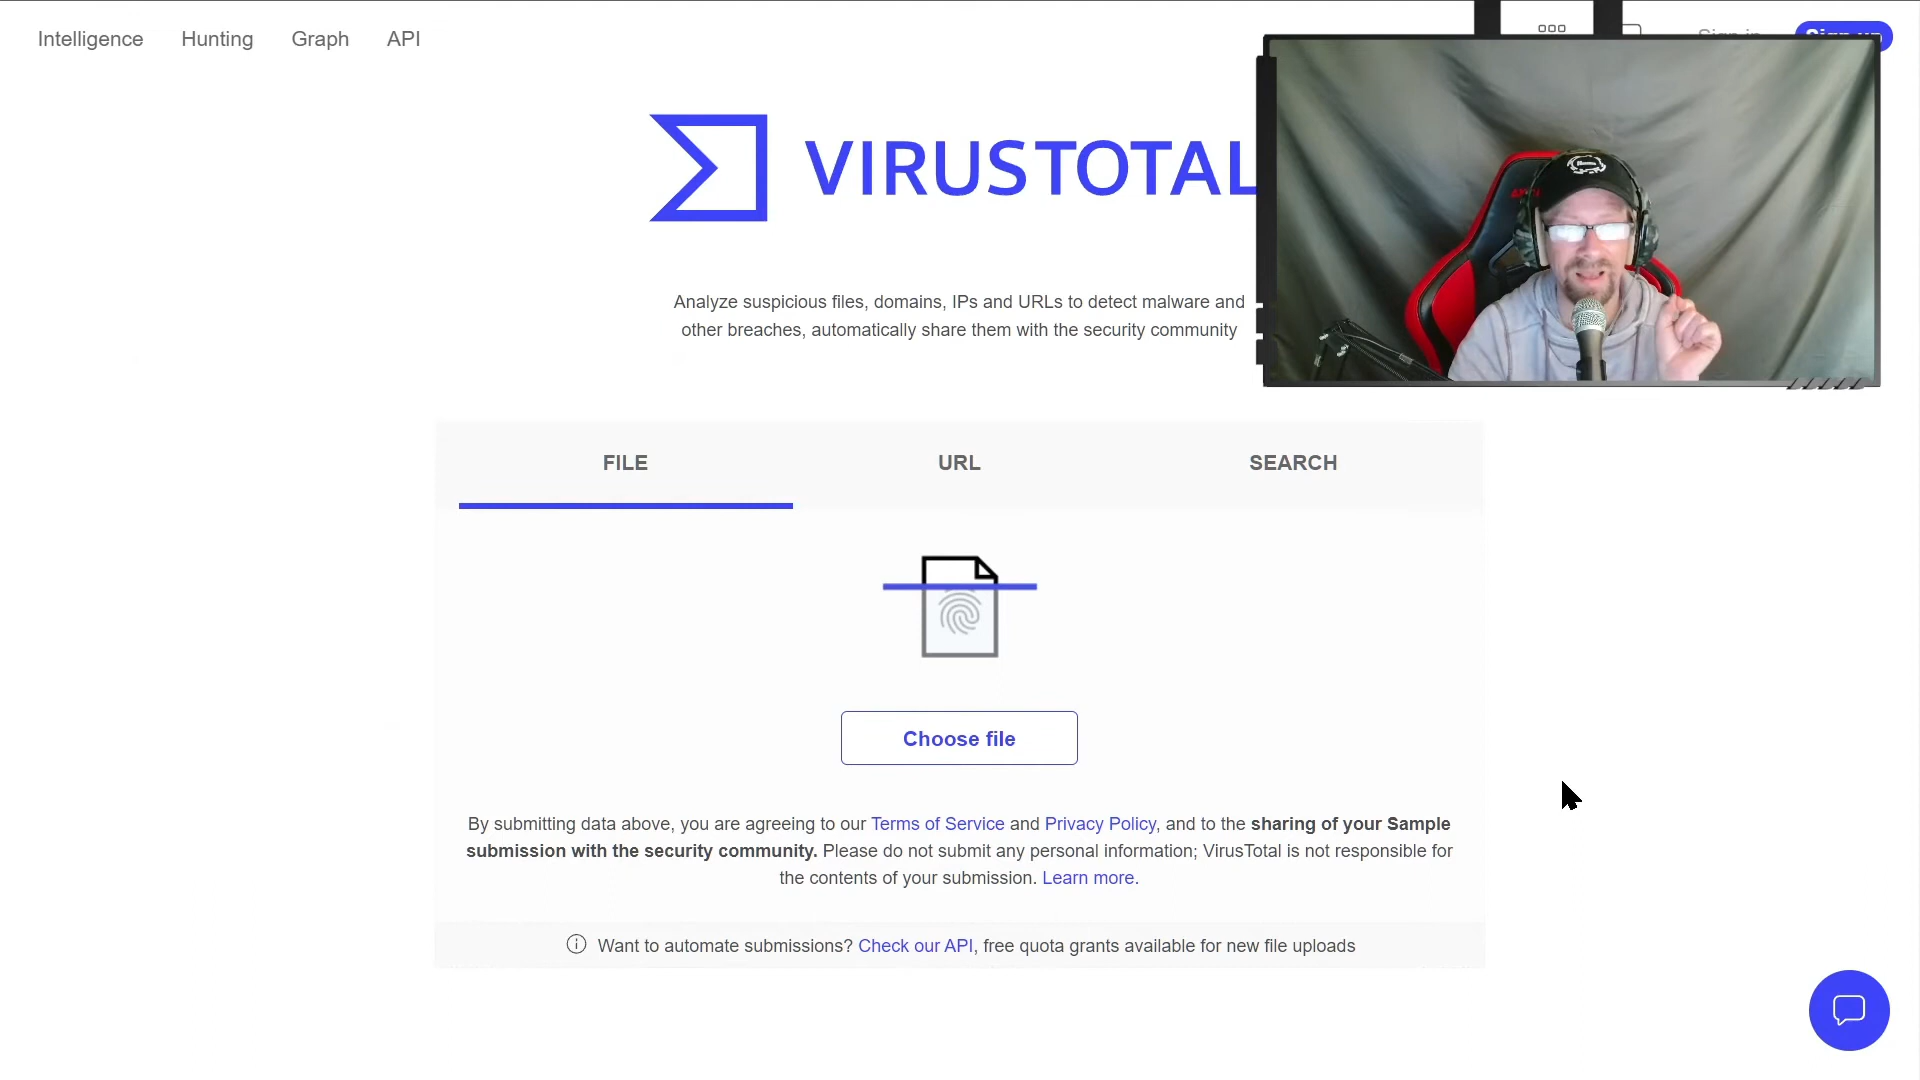 Intelligence Hunting Graph API
Sign in Sign up
VIRUSTOTAL
Analyze suspicious files, domains, IPs and URLs to detect malware and
other breaches, automatically share them with the security community
FILE URL SEARCH
Choose file
By submitting data above, you are agreeing to our Terms of Service and Privacy Policy, and to the sharing of your Sample
submission with the security community. Please do not submit any personal information; VirusTotal is not responsible for
the contents of your submission. Learn more.
Want to automate submissions? Check our API, free quota grants available for new file uploads